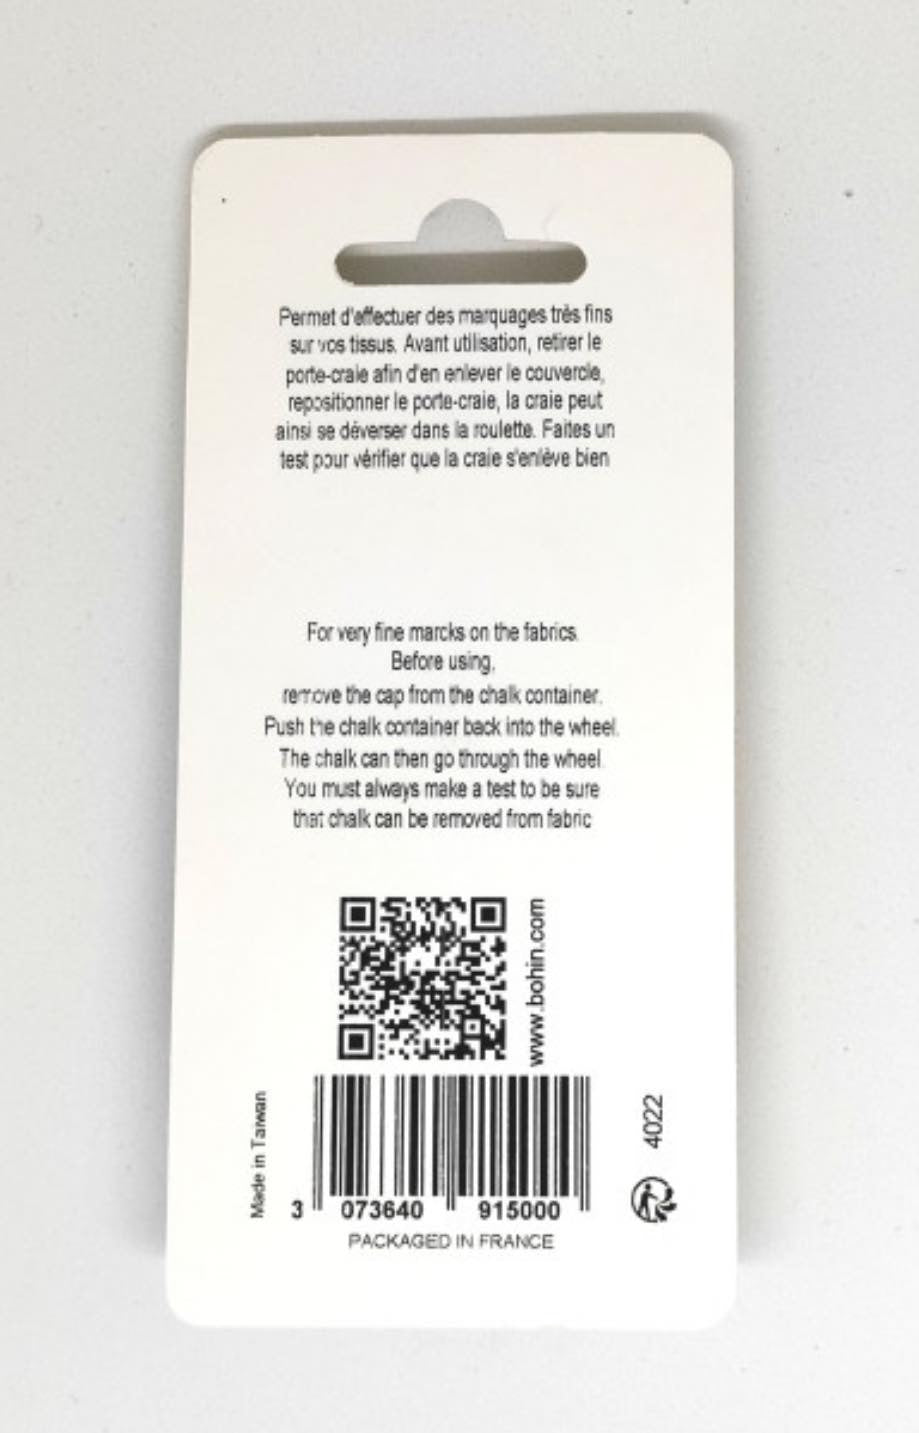 Permet d'effectuer des marquages très fins
sur vos tissus. Avant utilisation, retirer le
porte-craie afin d'en enlever le couvercle,
repositionner le porte-craie, la craie peut
ainsi se déverser dans la roulette. Faites un
test pour vérifier que la craie s'enlève bien
For very fine marcks on the fabrics.
Before using,
remove the cap from the chalk container.
Push the chalk container back into the wheel.
The chalk can then go through the wheel.
You must always make a test to be sure
that chalk can be removed from fabric
www.bohin.com
Made in Taiwan
3 073640 915000
4022
PACKAGED IN FRANCE